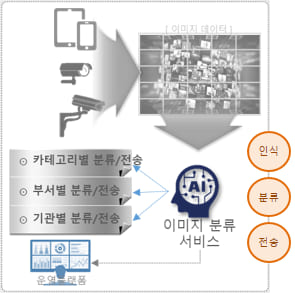 [ 이미지 데이터 ]
인식
⊙ 카테고리별 분류/전송
⊙ 부서별 분류/전송
⊙ 기관별 분류/전송
AI
분류
이미지 분류
서비스
전송
운영플랫폼